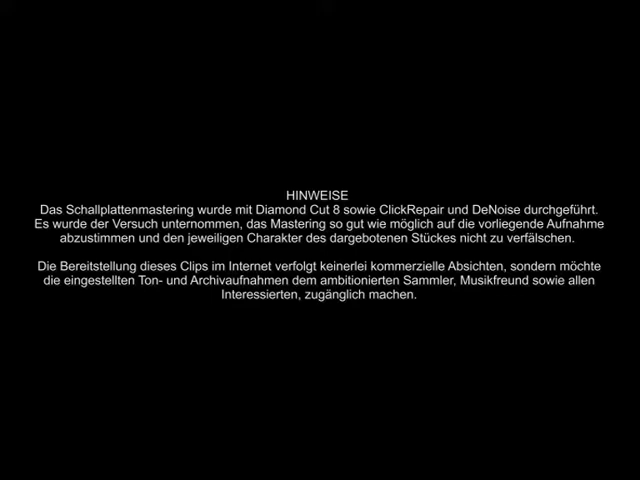 HINWEISE
Das Schallplattenmastering wurde mit Diamond Cut 8 sowie ClickRepair und DeNoise durchgeführt.
Es wurde der Versuch unternommen, das Mastering so gut wie möglich auf die vorliegende Aufnahme
abzustimmen und den jeweiligen Charakter des dargebotenen Stückes nicht zu verfälschen.
Die Bereitstellung dieses Clips im Internet verfolgt keinerlei kommerzielle Absichten, sondern möchte
die eingestellten Ton- und Archivaufnahmen dem ambitionierten Sammler, Musikfreund sowie allen
Interessierten, zugänglich machen.